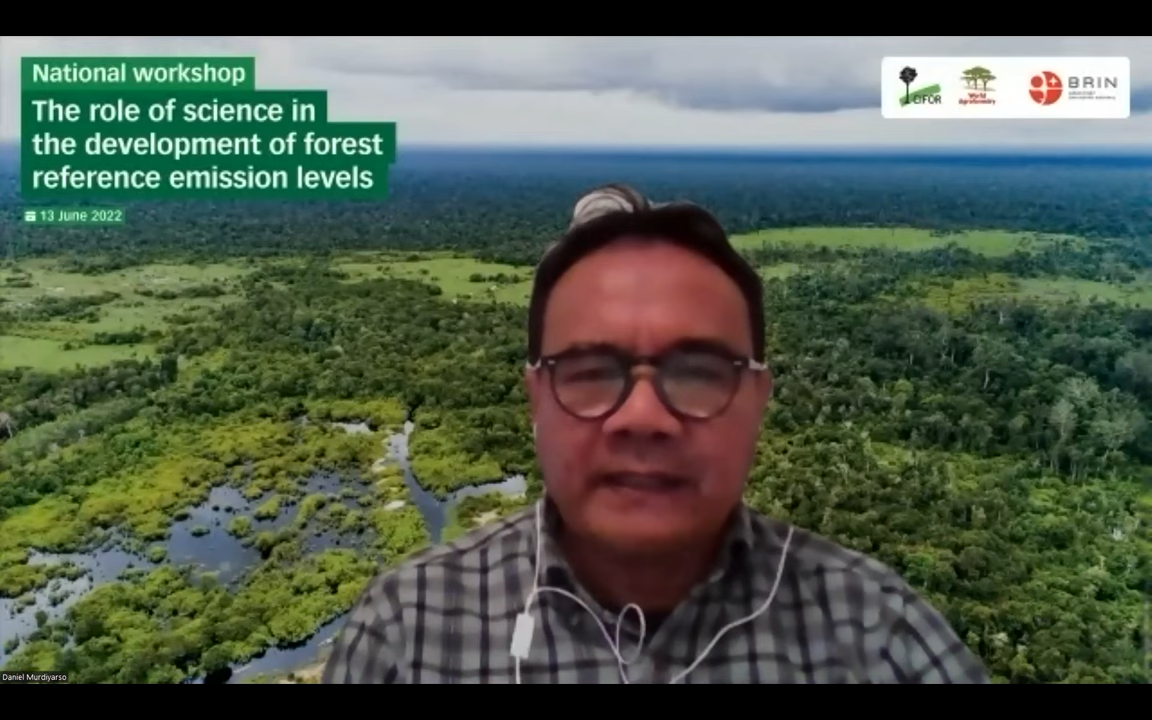 National workshop
The role of science in
the development of forest
reference emission levels
13 June 2022
CIFOR
World
Agroforestry
BRIN
Daniel Murdiyarso